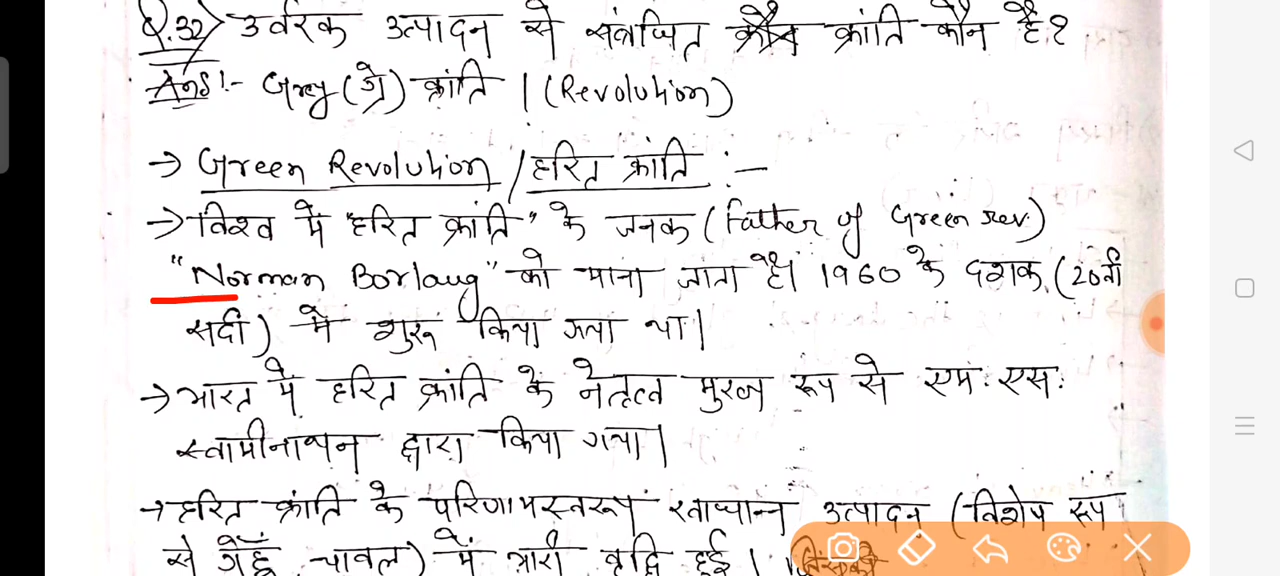 Q.32) उर्वरक उत्पादन से संबंधित क्रांति कौन है?
Ans :- Grey (ग्रे) क्रांति | (Revolution)
→ Green Revolution / हरित क्रांति :-
→ विश्व में "हरित क्रांति" के जनक (Father of Green rev.)
"Norman Borlaug" को माना जाता है। 1960 के दशक (20वी
सदी) में शुरू किया गया था|
→ भारत में हरित क्रांति के नेतृत्व मुख्य रूप से एम. एस.
स्वामीनाथन द्वारा किया गया|
→ हरित क्रांति के परिणामस्वरूप खाद्यान्न उत्पादन (विशेष रूप
से गेहूँ चावल) में भारी वृद्धि हुई |